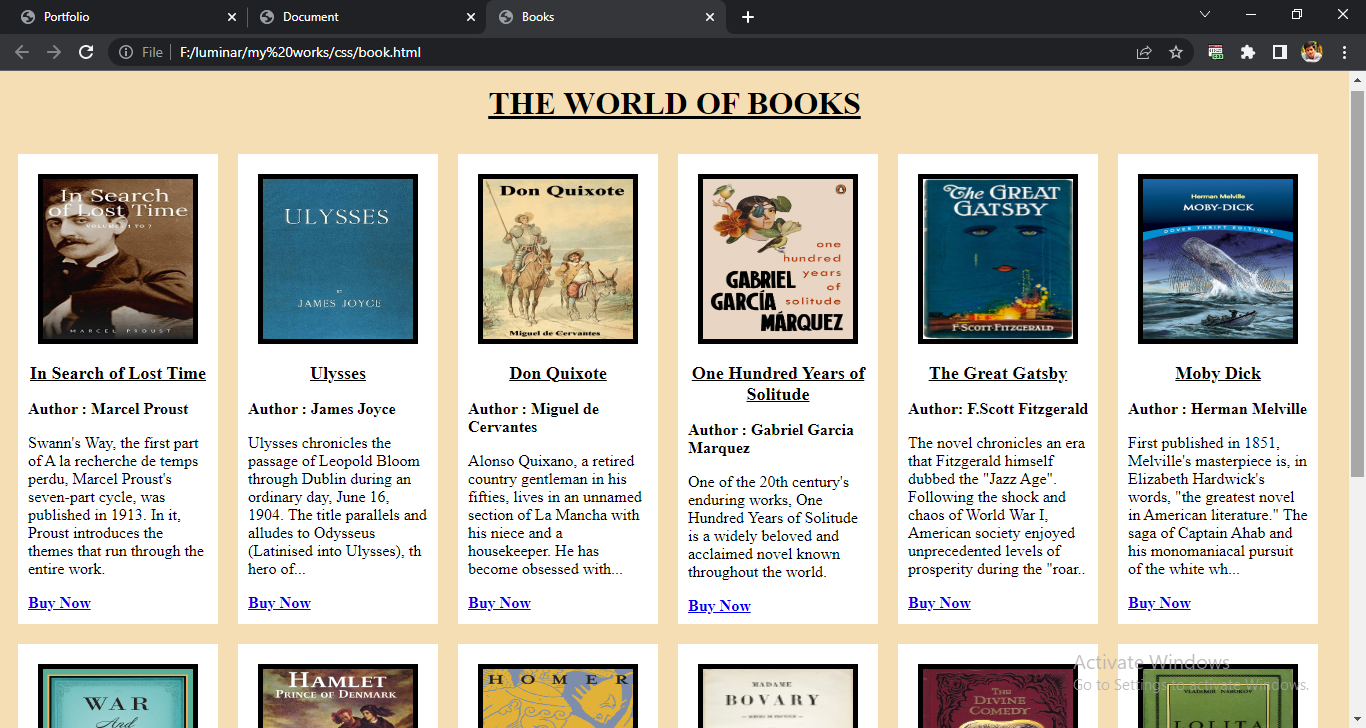 Portfolio
Document
Books
File
F:/luminar/my%20works/css/book.html
THE WORLD OF BOOKS
In Search
of Lost Time
VOLUMES 1 TO 7
MARCEL PROUST
In Search of Lost Time
Author : Marcel Proust
Swann's Way, the first part
of A la recherche de temps
perdu, Marcel Proust's
seven-part cycle, was
published in 1913. In it,
Proust introduces the
themes that run through the
entire work.
Buy Now
ULYSSES
BY
JAMES JOYCE
Ulysses
Author : James Joyce
Ulysses chronicles the
passage of Leopold Bloom
through Dublin during an
ordinary day, June 16,
1904. The title parallels and
alludes to Odysseus
(Latinised into Ulysses), th
hero of...
Buy Now
Don Quixote
Miguel de Cervantes
Don Quixote
Author : Miguel de
Cervantes
Alonso Quixano, a retired
country gentleman in his
fifties, lives in an unnamed
section of La Mancha with
his niece and a
housekeeper. He has
become obsessed with...
Buy Now
one
hundred
years
of
solitude
GABRIEL
GARCÍA
MÁRQUEZ
One Hundred Years of
Solitude
Author : Gabriel Garcia
Marquez
One of the 20th century's
enduring works, One
Hundred Years of Solitude
is a widely beloved and
acclaimed novel known
throughout the world.
Buy Now
The GREAT
GATSBY
F·SCOTT·FITZGERALD
The Great Gatsby
Author: F.Scott Fitzgerald
The novel chronicles an era
that Fitzgerald himself
dubbed the "Jazz Age".
Following the shock and
chaos of World War I,
American society enjoyed
unprecedented levels of
prosperity during the "roar..
Buy Now
Herman Melville
MOBY-DICK
DOVER THRIFT EDITIONS
Moby Dick
Author : Herman Melville
First published in 1851,
Melville's masterpiece is, in
Elizabeth Hardwick's
words, "the greatest novel
in American literature." The
saga of Captain Ahab and
his monomaniacal pursuit
of the white wh...
Buy Now
WAR
And
HAMLET
PRINCE OF DENMARK
HOMER
MADAME
BOVARY
THE
DIVINE
COMEDY
VLADIMIR NABOKOV
LOLITA
Activate Windows
Go to Settings to activate Windows.